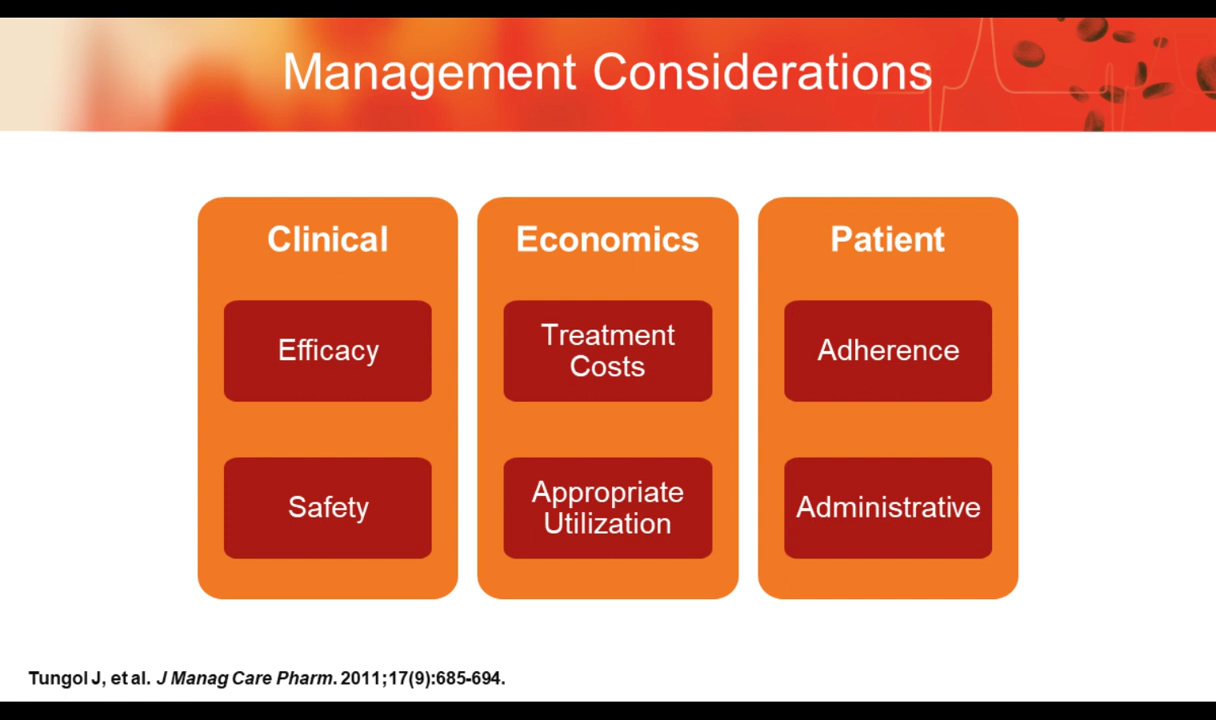 Management Considerations
Clinical
Efficacy
Safety
Economics
Treatment
Costs
Appropriate
Utilization
Patient
Adherence
Administrative
Tungol J, et al. J Manag Care Pharm. 2011;17(9):685-694.